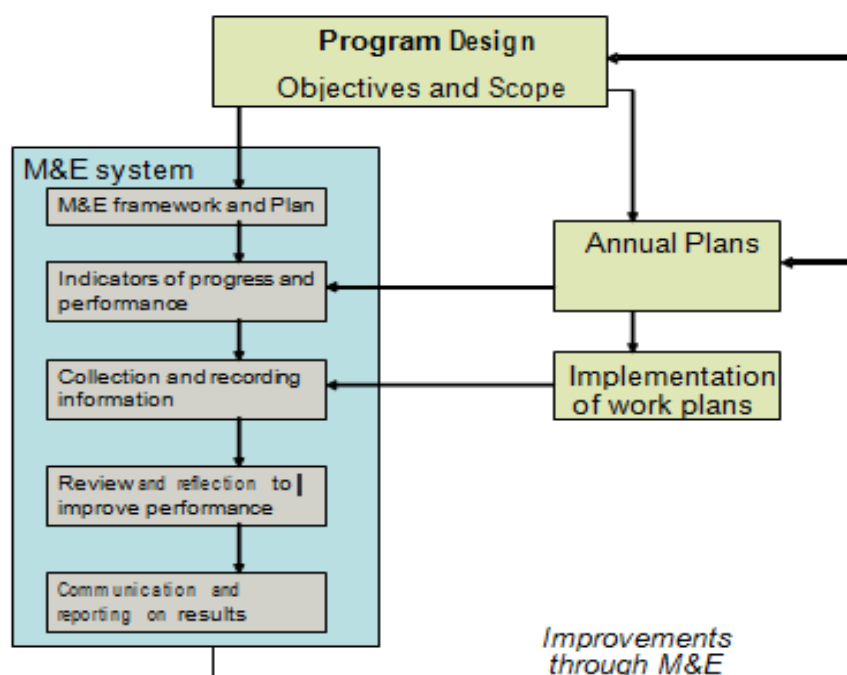 Program Design
Objectives and Scope
M&E system
M&E framework and Plan
Indicators of progress and
performance
Collection and recording
information
Review and reflection to
improve performance
Communication and
reporting on results
Annual Plans
Implementation
of work plans
Improvements
through M&E